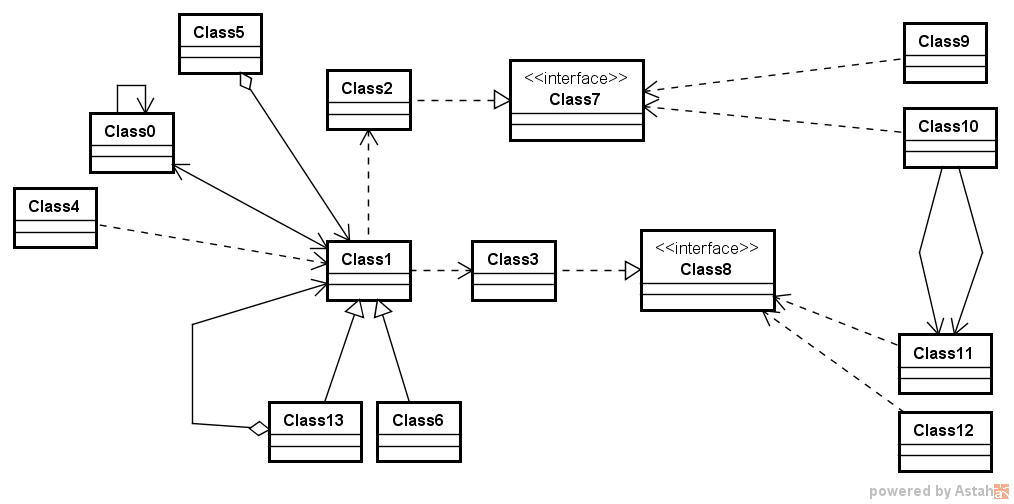 Class5
Class9
Class2
<<interface>>
Class7
Class10
Class0
Class4
Class1
Class3
<<interface>>
Class8
Class11
Class13
Class6
Class12
powered by Astah